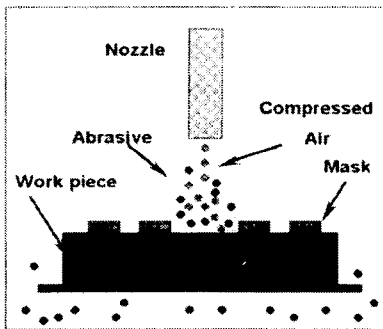 Nozzle
Compressed
Air
Abrasive
Mask
Work piece